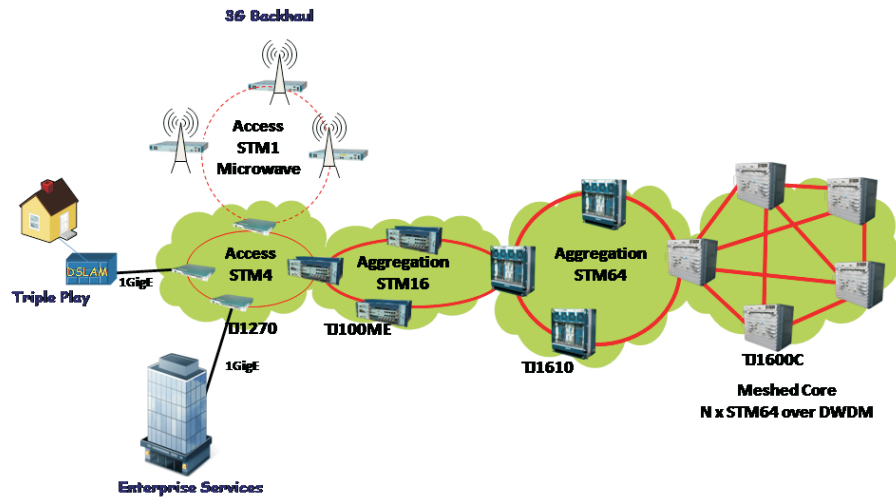 3G Backhaul
Access
STM1
Microwave
Access
STM4
Aggregation
STM16
Aggregation
STM64
DSLAM
1GigE
Triple Play
TJ1270
TJ100ME
1GigE
TJ1610
TJ1600C
Meshed Core
N x STM64 over DWDM
Enterprise Services